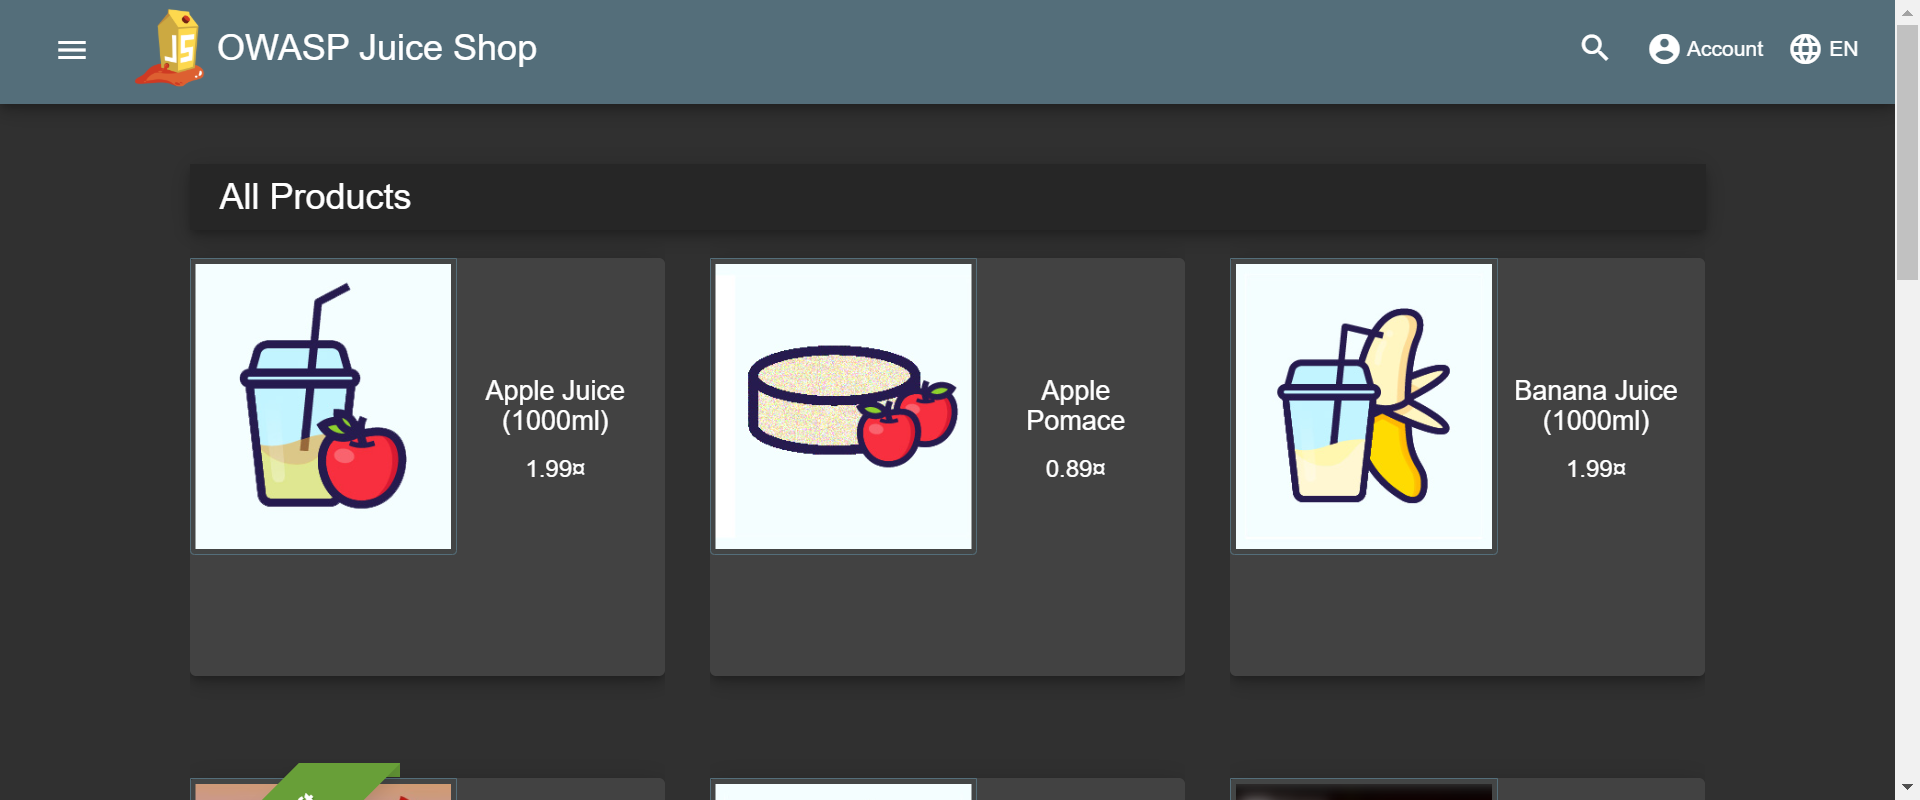 OWASP Juice Shop
Account
EN
All Products
Apple Juice
(1000ml)
1.99¤
Apple
Pomace
0.89¤
Banana Juice
(1000ml)
1.99¤
JS